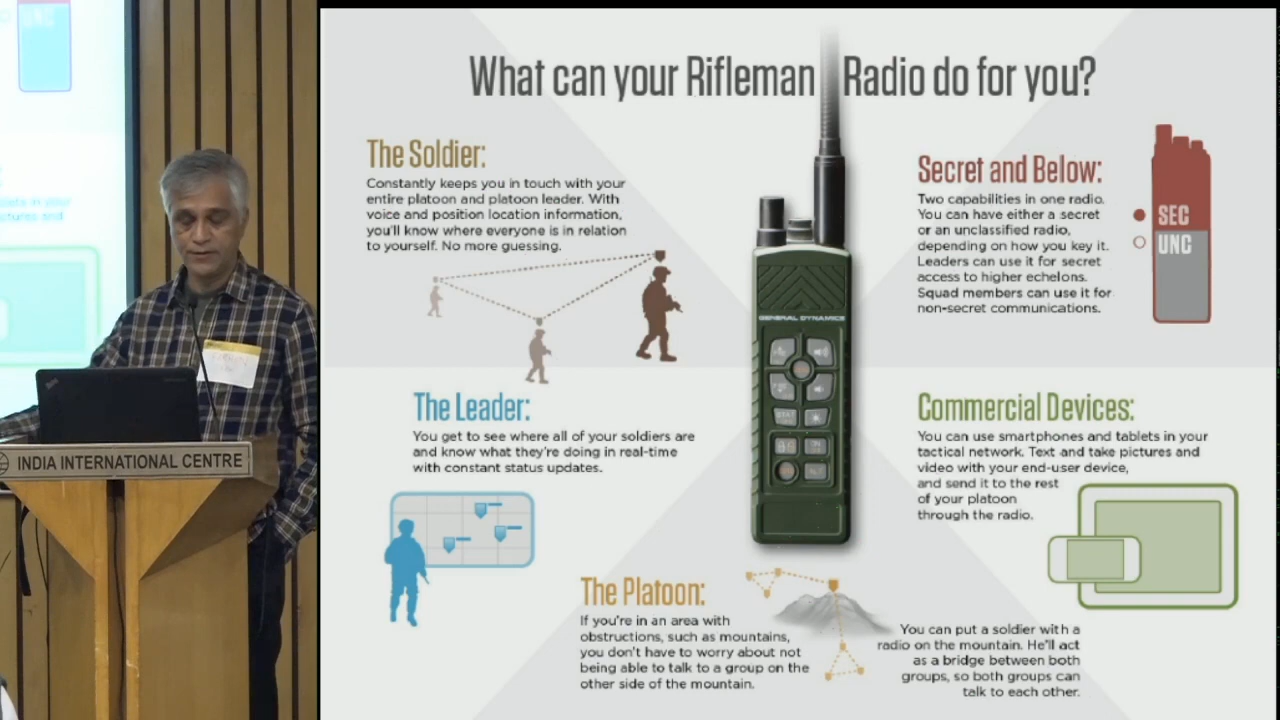 What can your Rifleman Radio do for you?
The Soldier:
Constantly keeps you in touch with your
entire platoon and platoon leader. With
voice and position location information,
you'll know where everyone is in relation
to yourself. No more guessing.
Secret and Below:
Two capabilities in one radio.
You can have either a secret
or an unclassified radio,
depending on how you key it.
Leaders can use it for secret
access to higher echelons.
Squad members can use it for
non-secret communications.
SEC
UNC
GENERAL DYNAMICS
The Leader:
You get to see where all of your soldiers are
and know what they're doing in real-time
with constant status updates.
Commercial Devices:
You can use smartphones and tablets in your
tactical network. Text and take pictures and
video with your end-user device,
and send it to the rest
of your platoon
through the radio.
The Platoon:
If you're in an area with
obstructions, such as mountains,
you don't have to worry about not
being able to talk to a group on the
other side of the mountain.
You can put a soldier with a
radio on the mountain. He'll act
as a bridge between both
groups, so both groups can
talk to each other.
INDIA INTERNATIONAL CENTRE